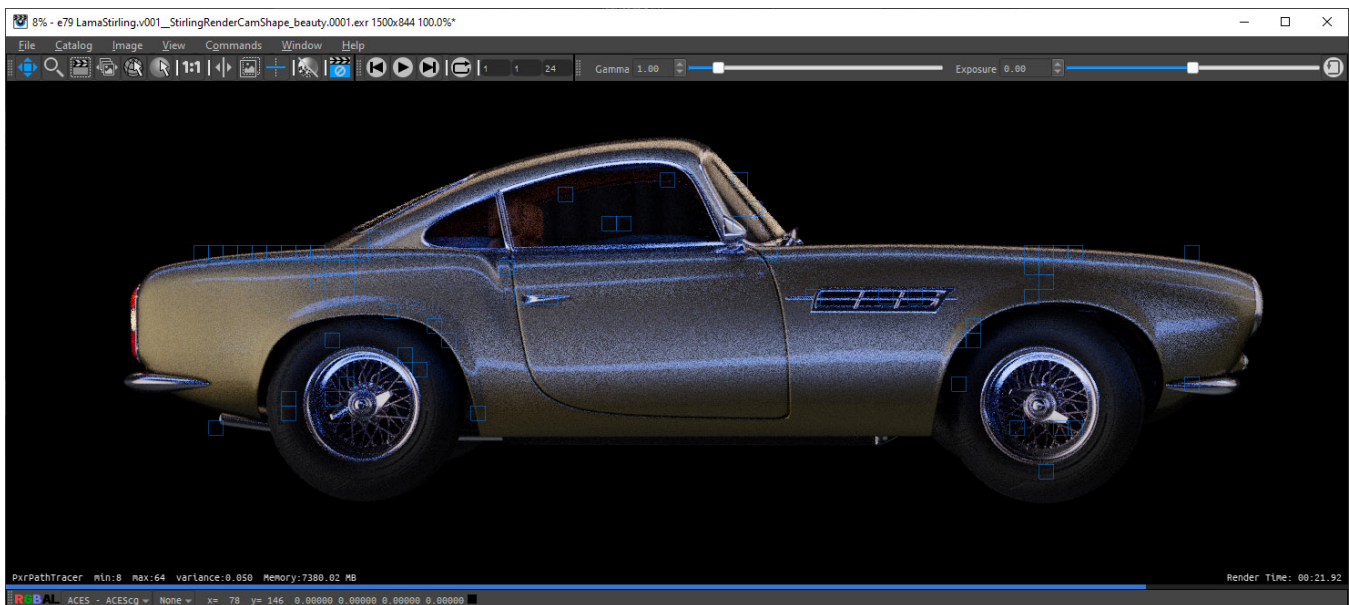 8% - e79 LamaStirling.v001__StirlingRenderCamShape_beauty.0001.exr 1500x844 100.0%*
File Catalog Image View Commands Window Help
1:1 1 1 24 Gamma 1.00 Exposure 0.00
PxrPathTracer min:8 max:64 variance:0.050 Memory:7380.02 MB Render Time: 00:21.92
RGBAL ACES - ACEScg None x= 78 y= 146 0.00000 0.00000 0.00000 0.00000